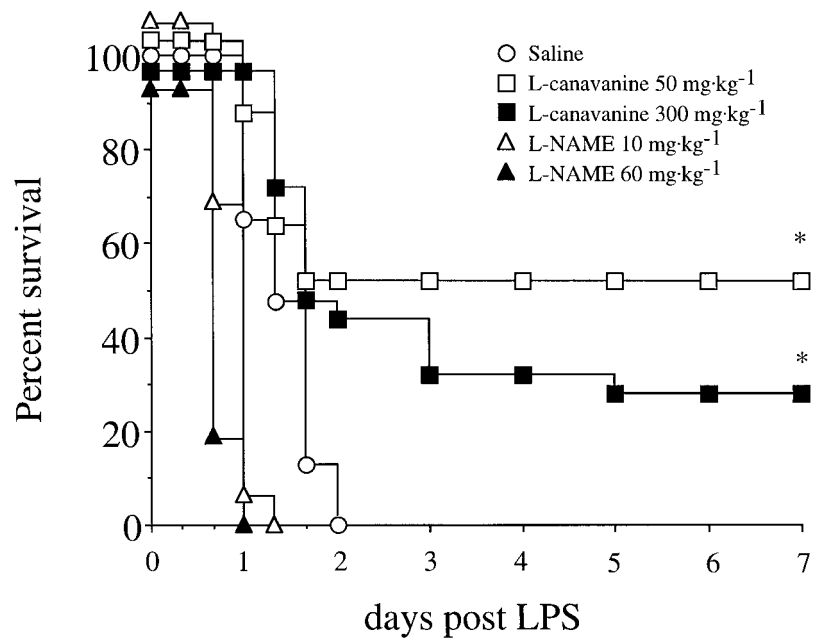 100
80
60
40
20
0
Percent survival
Saline
L-canavanine 50 mg·kg-1
L-canavanine 300 mg·kg-1
L-NAME 10 mg·kg-1
L-NAME 60 mg·kg-1
*
*
0 1 2 3 4 5 6 7
days post LPS